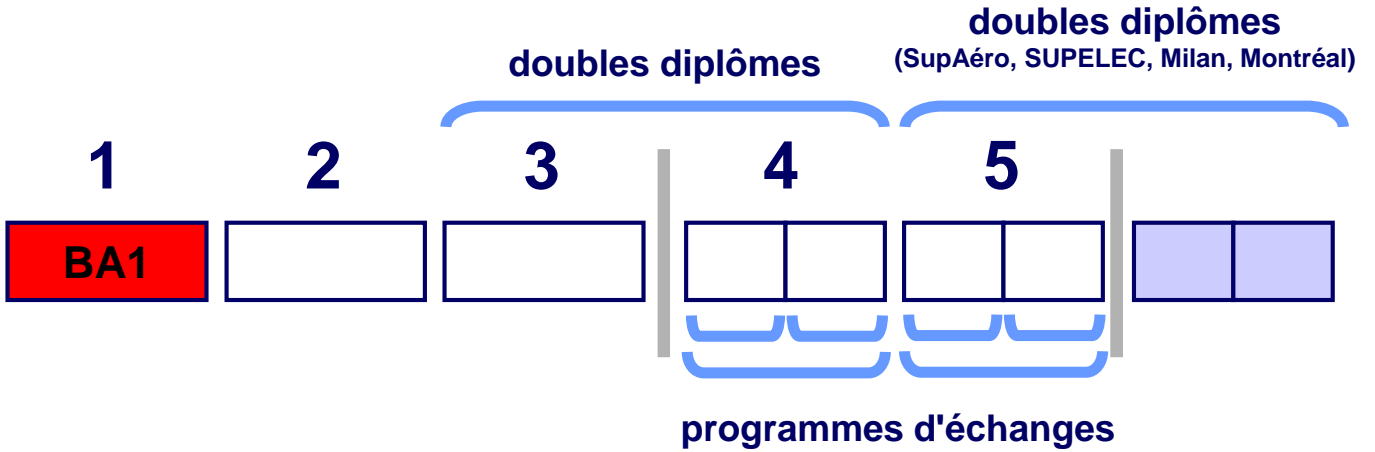 doubles diplômes
doubles diplômes
(SupAéro, SUPELEC, Milan, Montréal)
1 2 3 4 5
BA1
programmes d'échanges